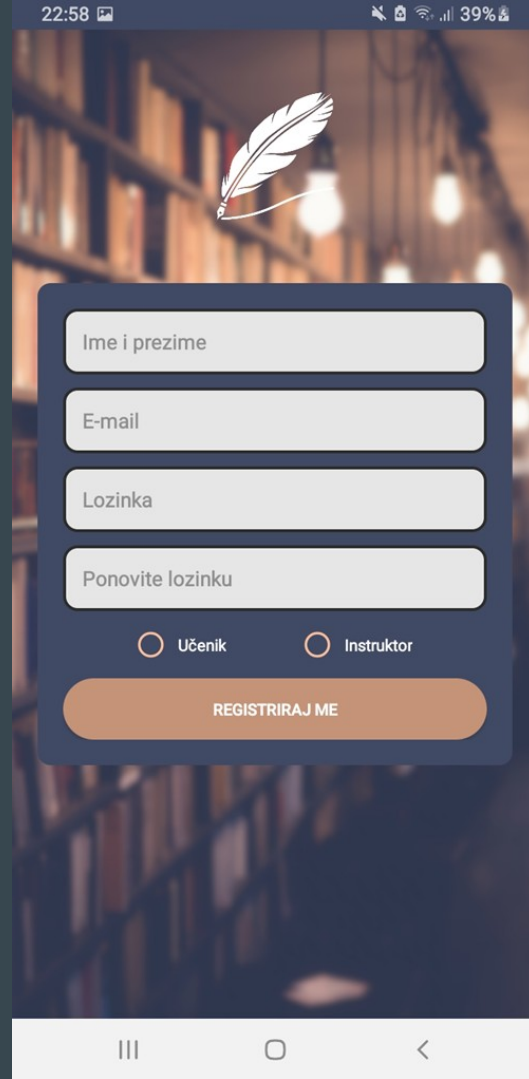 22:58 39%
Ime i prezime
E-mail
Lozinka
Ponovite lozinku
Učenik Instruktor
REGISTRIRAJ ME